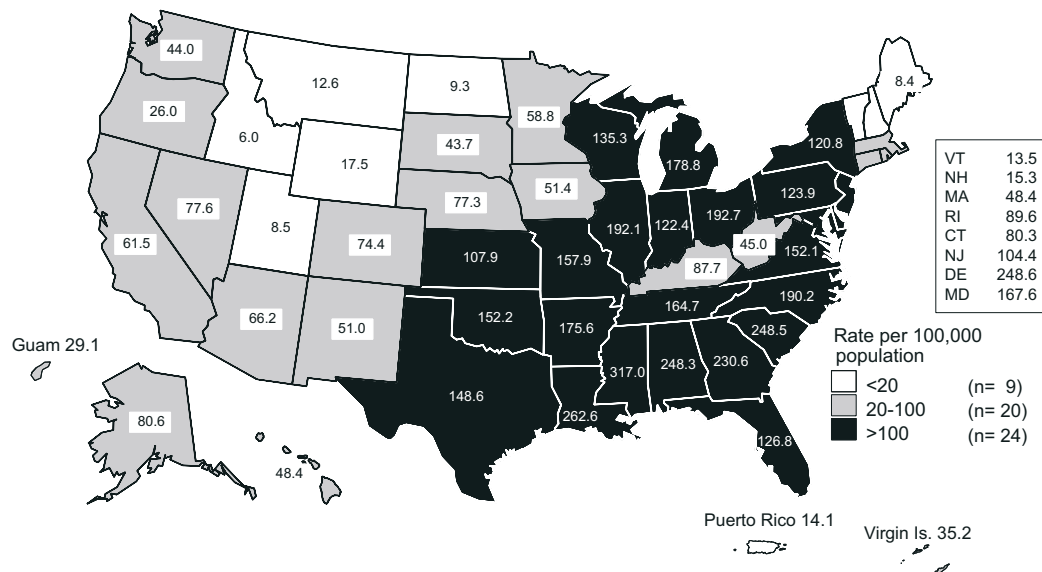 44.0
12.6
9.3
8.4
58.8
26.0
135.3
120.8
6.0
43.7
178.8
17.5
VT 13.5
NH 15.3
MA 48.4
RI 89.6
CT 80.3
NJ 104.4
DE 248.6
MD 167.6
51.4
123.9
77.6
77.3
192.7
8.5
192.1
122.4
61.5
74.4
45.0
152.1
107.9
157.9
87.7
190.2
164.7
66.2
51.0
152.2
175.6
248.5
Guam 29.1
317.0
248.3
230.6
Rate per 100,000
population
<20 (n= 9)
20-100 (n= 20)
>100 (n= 24)
148.6
80.6
262.6
126.8
48.4
Puerto Rico 14.1
Virgin Is. 35.2